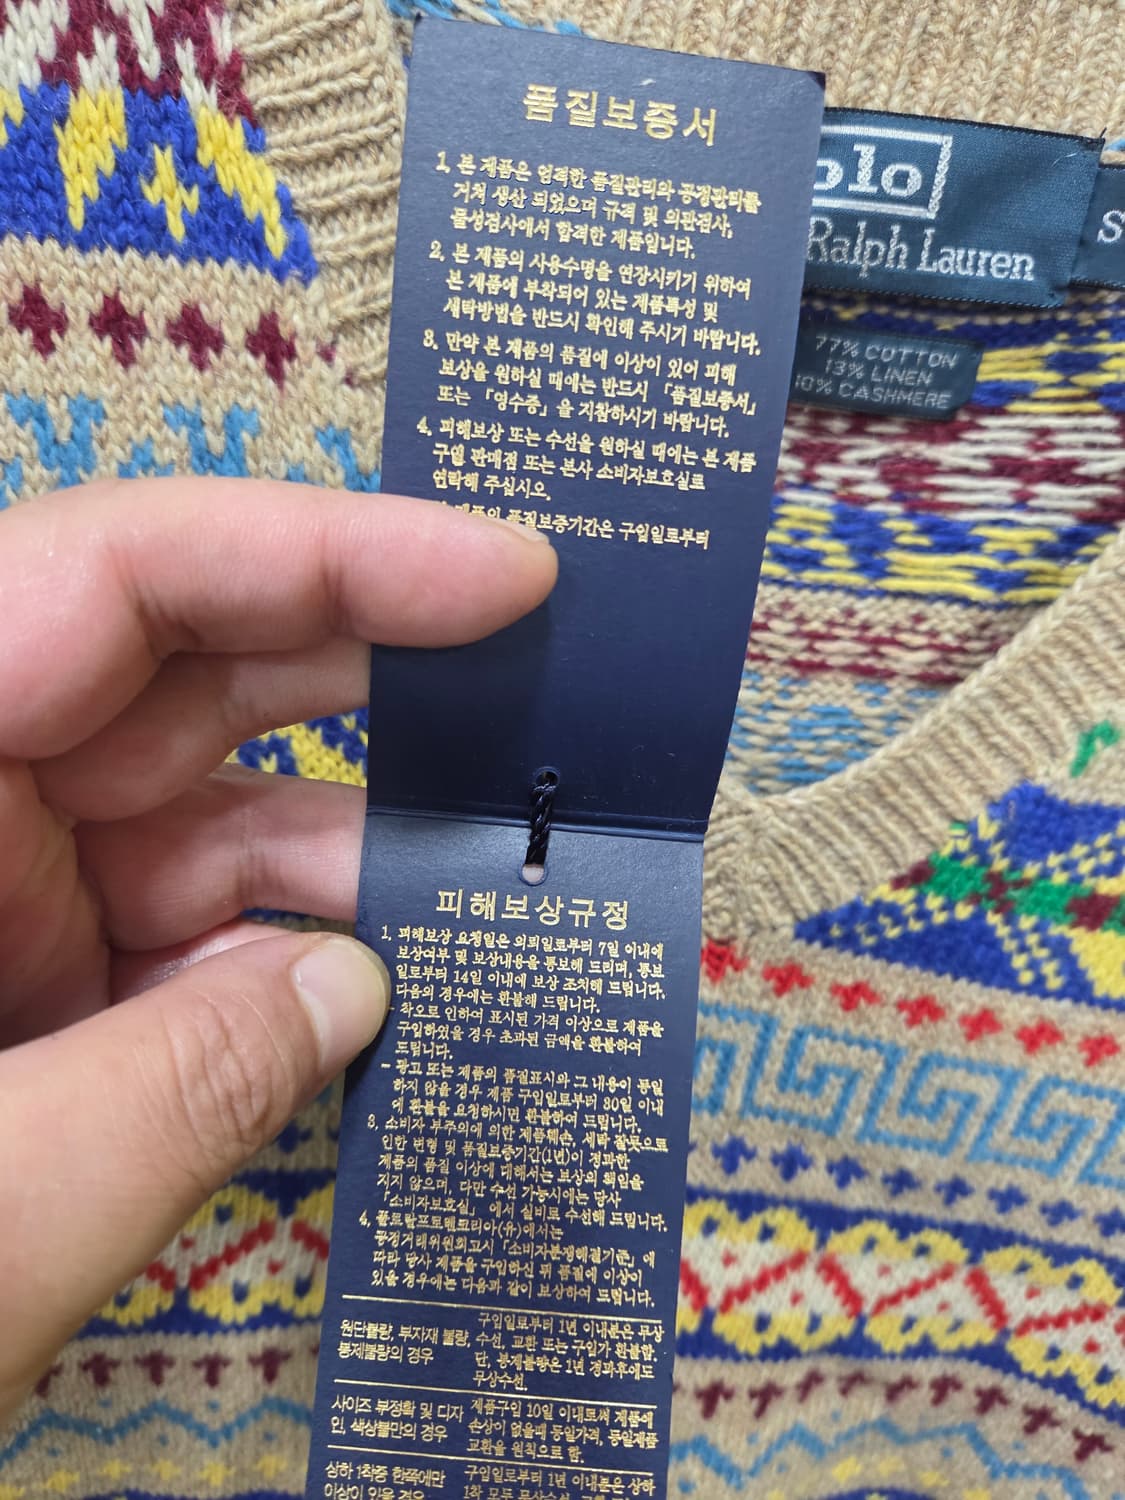 품질보증서
1. 본 제품은 엄격한 품질관리와 공정관리를
거쳐 생산 되었으며 규격 및 외관검사,
물성검사에서 합격한 제품입니다.
2. 본 제품의 사용수명을 연장시키기 위하여
본 제품에 부착되어 있는 제품특성 및
세탁방법을 반드시 확인해 주시기 바랍니다.
3. 만약 본 제품의 품질에 이상이 있어 피해
보상을 원하실 때에는 반드시 「품질보증서」
또는 「영수증」을 지참하시기 바랍니다.
4. 피해보상 또는 수선을 원하실 때에는 본 제품
구입 판매점 또는 본사 소비자보호실로
연락해 주십시오.
제품의 품질보증기간은 구입일로부터
olo
Ralph Lauren
S
77% COTTON
13% LINEN
10% CASHMERE
피해보상규정
1. 피해보상 요청일은 의뢰일로부터 7일 이내에
보상여부 및 보상내용을 통보해 드리며, 통보
일로부터 14일 이내에 보상 조치해 드립니다.
다음의 경우에는 환불해 드립니다.
- 착오로 인하여 표시된 가격 이상으로 제품을
구입하였을 경우 초과된 금액을 환불하여
드립니다.
- 광고 또는 제품의 품질표시와 그 내용이 동일
하지 않을 경우 제품 구입일로부터 30일 이내
에 환불을 요청하시면 환불하여 드립니다.
3. 소비자 부주의에 의한 제품훼손, 세탁 잘못으로
인한 변형 및 품질보증기간(1년)이 경과한
제품의 품질 이상에 대해서는 보상의 책임을
지지 않으며, 다만 수선 가능시에는 당사
「소비자보호실」 에서 실비로 수선해 드립니다.
4. 폴로랄프로렌코리아(유)에서는
공정거래위원회고시 「소비자분쟁해결기준」에
따라 당사 제품을 구입하신 뒤 품질에 이상이
있을 경우에는 다음과 같이 보상하여 드립니다.
원단불량, 부자재 불량, 봉제불량의 경우
구입일로부터 1년 이내분은 무상
수선, 교환 또는 구입가 환불함.
단, 봉제불량은 1년 경과후에도
무상수선.
사이즈 부정확 및 디자
인, 색상불만의 경우
제품구입 10일 이내로써 제품에
손상이 없을때 동일가격, 동일제품
교환을 원칙으로 함.
상하 1착중 한쪽에만
이상이 있을 경우
구입일로부터 1년 이내분은 상하
1착 모두 무상수선,